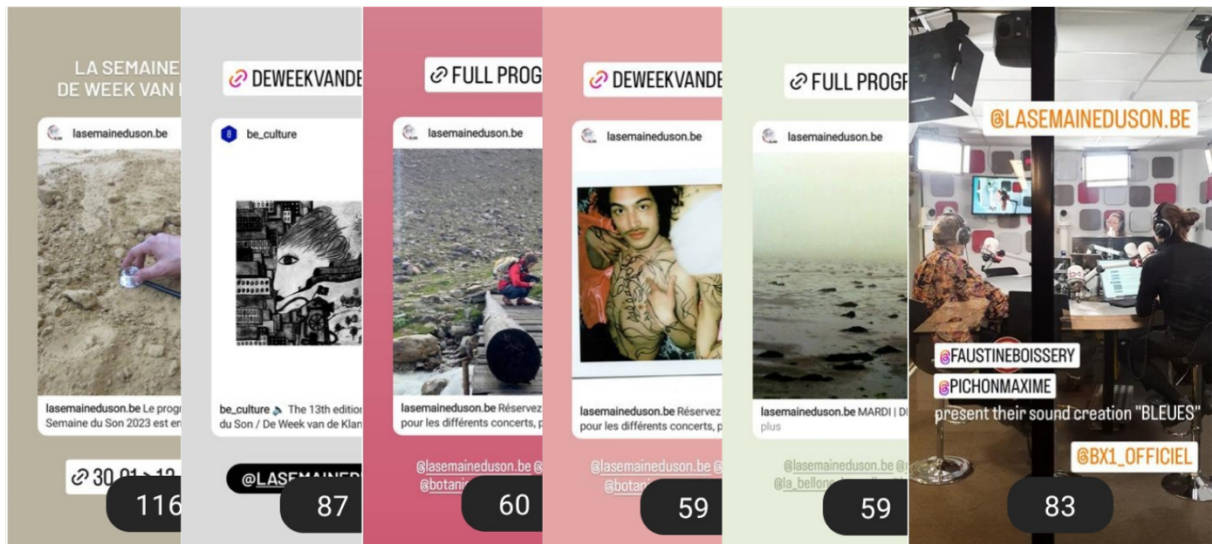 LA SEMAINE
DE WEEK VAN
lasemaineduson.be
lasemaineduson.be Le prog
Semaine du Son 2023 est en
30.01 > 12
116
DEWEEKVANDE
be_culture
be_culture 🔊 The 13th edition
du Son / De Week van de Klan
@LASEMAINED
87
FULL PROG
lasemaineduson.be
lasemaineduson.be Réservez
pour les différents concerts, p
@lasemaineduson.be @
@botani
60
DEWEEKVANDE
lasemaineduson.be
lasemaineduson.be Réserve
pour les différents concerts, p
@lasemaineduson.be @
@botani
59
FULL PROGR
lasemaineduson.be
lasemaineduson.be MARDI | DI
plus
@lasemaineduson.be @
@la_bellone
59
@LASEMAINEDUSON.BE
@FAUSTINEBOISSERY
@PICHONMAXIME
present their sound creation "BLEUES"
@BX1_OFFICIEL
83